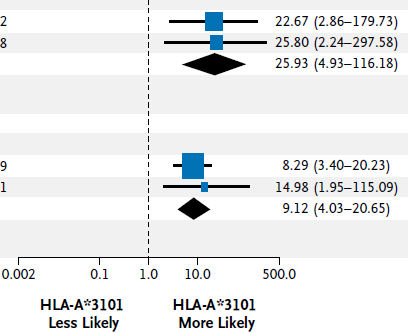 2 22.67 (2.86–179.73)
8 25.80 (2.24–297.58)
25.93 (4.93–116.18)
9 8.29 (3.40–20.23)
1 14.98 (1.95–115.09)
9.12 (4.03–20.65)
0.002 0.1 1.0 10.0 500.0
HLA-A*3101 HLA-A*3101
Less Likely More Likely